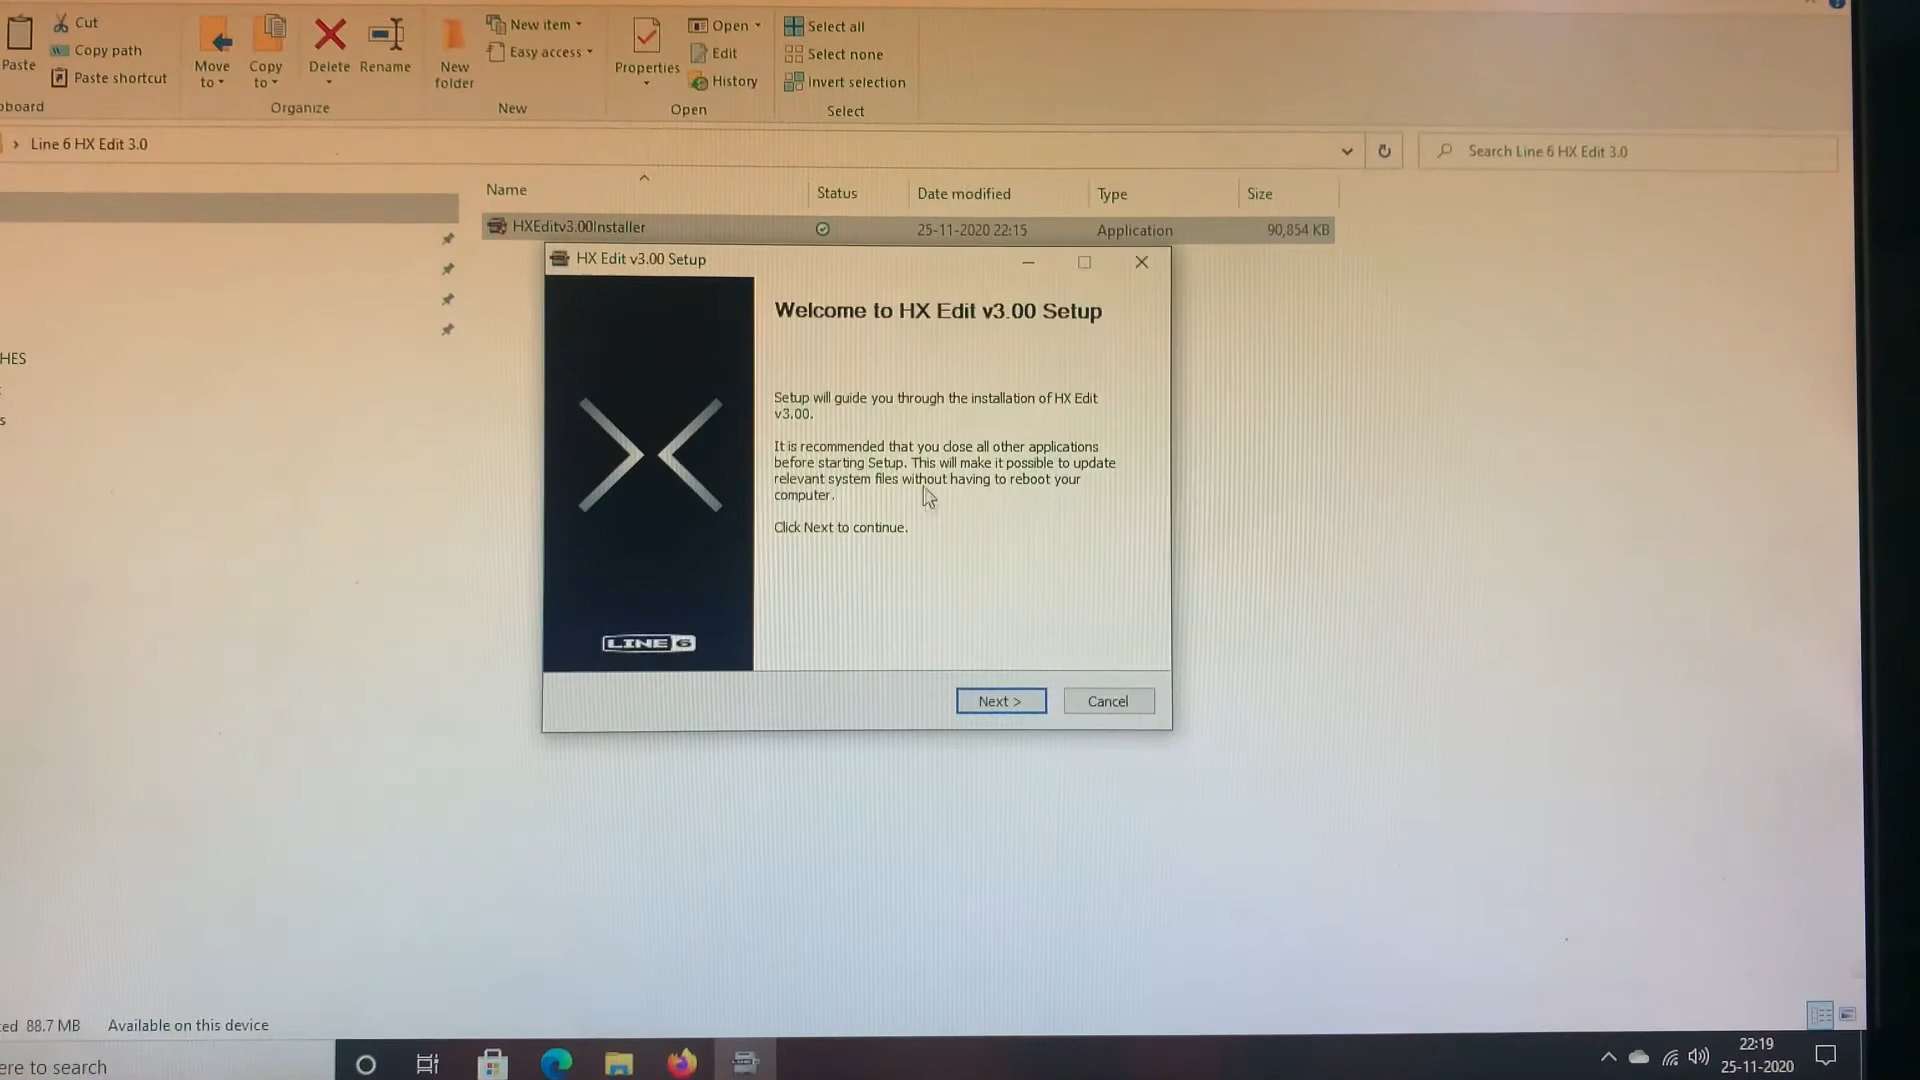 Cut
Copy path
Paste shortcut
Paste
Move to
Copy to
Delete
Rename
Organize
New folder
New item
Easy access
New
Properties
Open
Edit
History
Open
Select all
Select none
Invert selection
Select
› Line 6 HX Edit 3.0
Search Line 6 HX Edit 3.0
Name Status Date modified Type Size
HXEditv3.00Installer 25-11-2020 22:15 Application 90,854 KB
HX Edit v3.00 Setup
Welcome to HX Edit v3.00 Setup
Setup will guide you through the installation of HX Edit
v3.00.
It is recommended that you close all other applications
before starting Setup. This will make it possible to update
relevant system files without having to reboot your
computer.
Click Next to continue.
LINE 6
Next >
Cancel
88.7 MB Available on this device
to search
22:19
25-11-2020